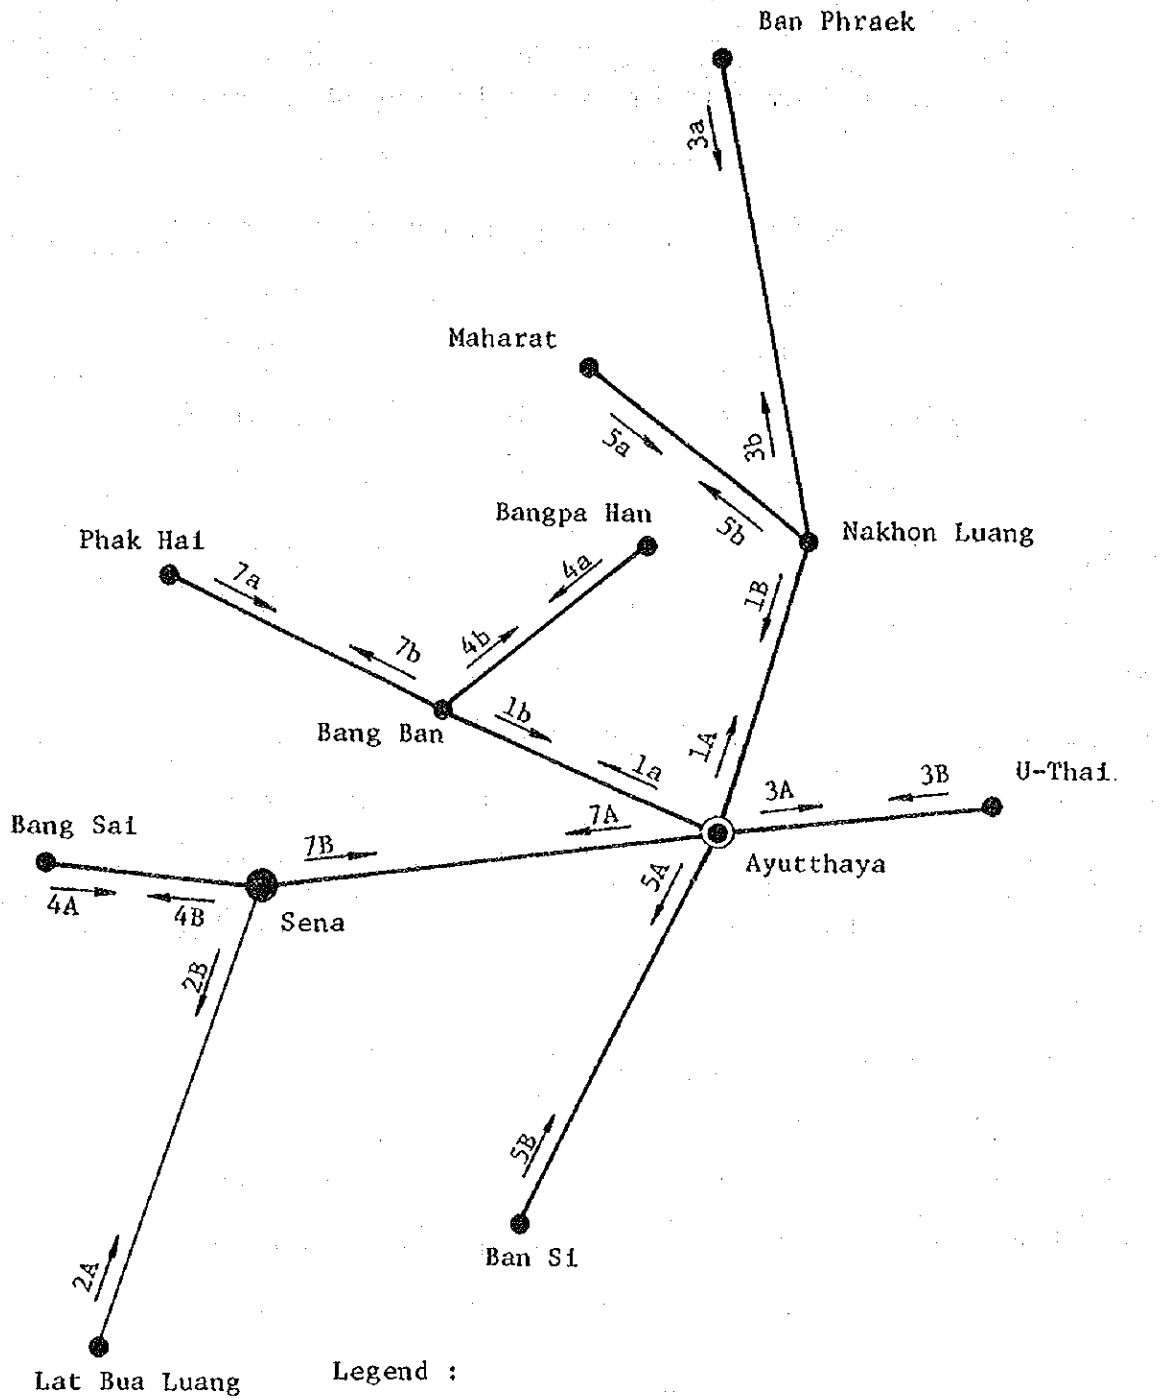 Ban Phraek
3a
Maharat
5a
3b
Bangpa Han
5b
Nakhon Luang
Phak Hai
7a
4a
1B
4b
7b
Bang Ban
1b
1A
1a
U-Thai
3A
3B
Bang Sai
7B
7A
Ayutthaya
4A
4B
Sena
5A
2B
5B
Ban Si
2A
Lat Bua Luang
Legend :